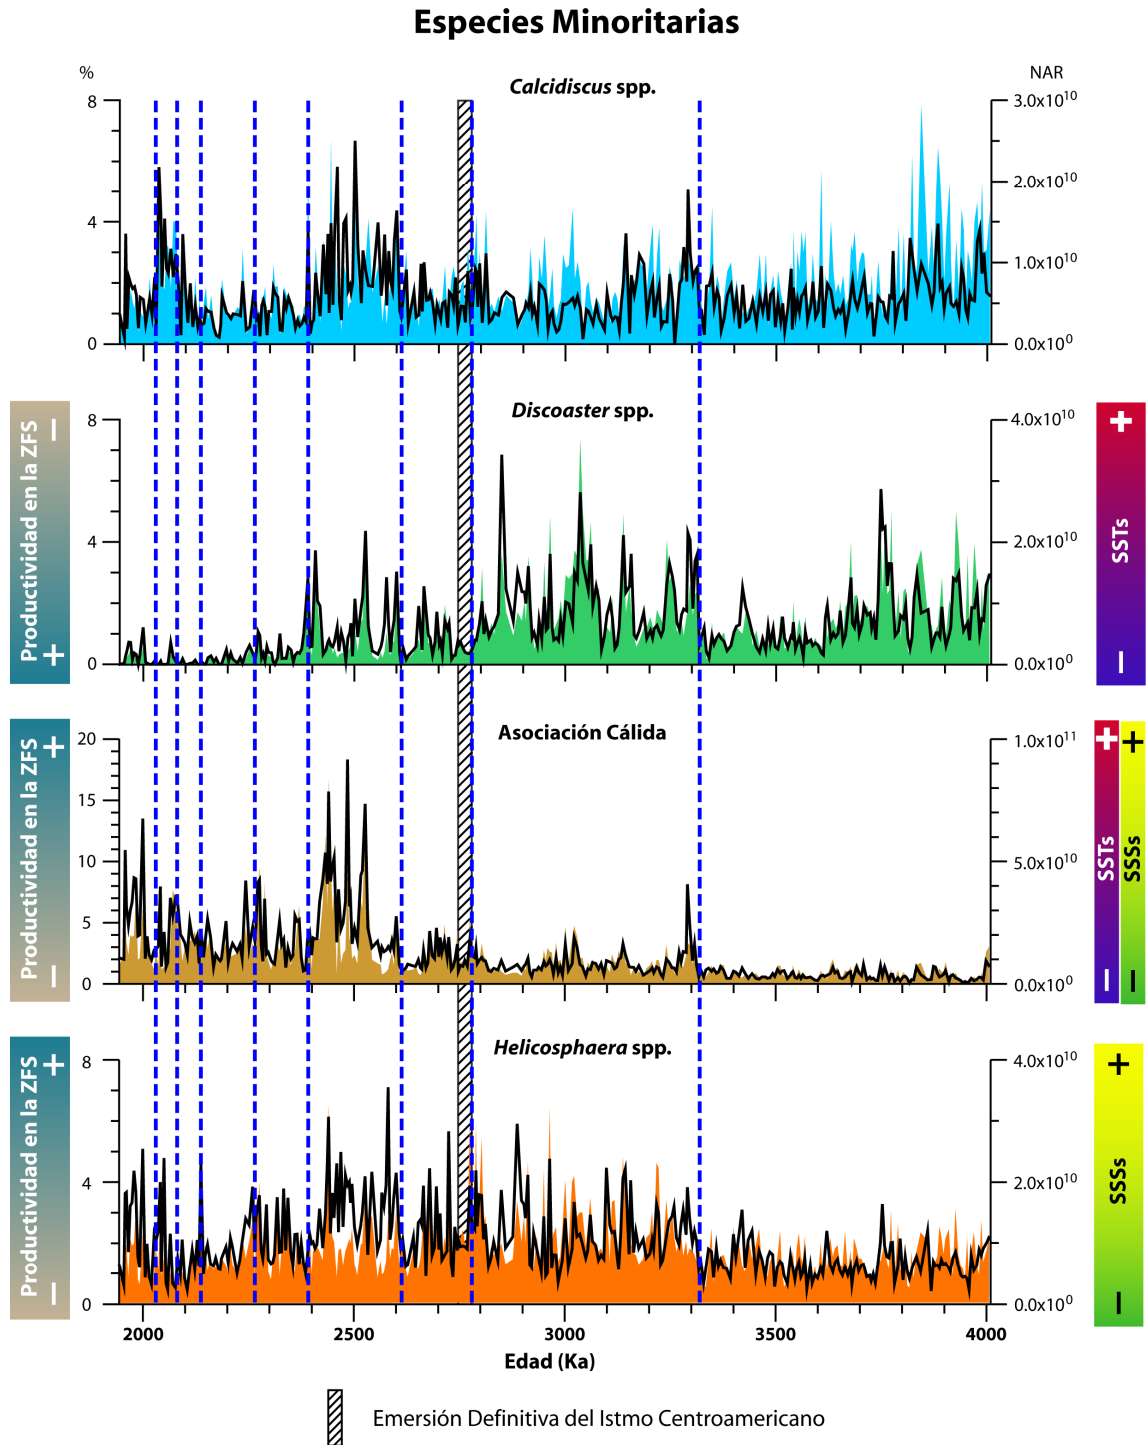 Especies Minoritarias
%
Calcidiscus spp.
NAR
8
4
0
3.0x10¹⁰
2.0x10¹⁰
1.0x10¹⁰
0.0x10⁰
Productividad en la ZFS
−
+
Discoaster spp.
8
4
0
4.0x10¹⁰
2.0x10¹⁰
0.0x10⁰
+
SSTs
−
Productividad en la ZFS
+
−
Asociación Cálida
20
15
10
5
0
1.0x10¹¹
5.0x10¹⁰
0.0x10⁰
+
SSTs
−
+
SSSs
−
Productividad en la ZFS
+
−
Helicosphaera spp.
8
4
0
4.0x10¹⁰
2.0x10¹⁰
0.0x10⁰
+
SSSs
−
2000 2500 3000 3500 4000
Edad (Ka)
Emersión Definitiva del Istmo Centroamericano